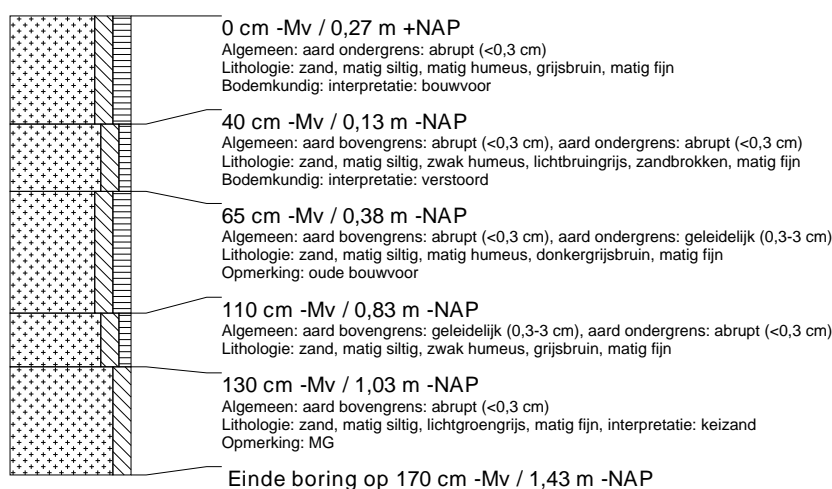 0 cm -Mv / 0,27 m +NAP
Algemeen: aard ondergrens: abrupt (<0,3 cm)
Lithologie: zand, matig siltig, matig humeus, grijsbruin, matig fijn
Bodemkundig: interpretatie: bouwvoor
40 cm -Mv / 0,13 m -NAP
Algemeen: aard bovengrens: abrupt (<0,3 cm), aard ondergrens: abrupt (<0,3 cm)
Lithologie: zand, matig siltig, zwak humeus, lichtbruingrijs, zandbrokken, matig fijn
Bodemkundig: interpretatie: verstoord
65 cm -Mv / 0,38 m -NAP
Algemeen: aard bovengrens: abrupt (<0,3 cm), aard ondergrens: geleidelijk (0,3-3 cm)
Lithologie: zand, matig siltig, matig humeus, donkergrijsbruin, matig fijn
Opmerking: oude bouwvoor
110 cm -Mv / 0,83 m -NAP
Algemeen: aard bovengrens: geleidelijk (0,3-3 cm), aard ondergrens: abrupt (<0,3 cm)
Lithologie: zand, matig siltig, zwak humeus, grijsbruin, matig fijn
130 cm -Mv / 1,03 m -NAP
Algemeen: aard bovengrens: abrupt (<0,3 cm)
Lithologie: zand, matig siltig, lichtgroengrijs, matig fijn, interpretatie: keizand
Opmerking: MG
Einde boring op 170 cm -Mv / 1,43 m -NAP